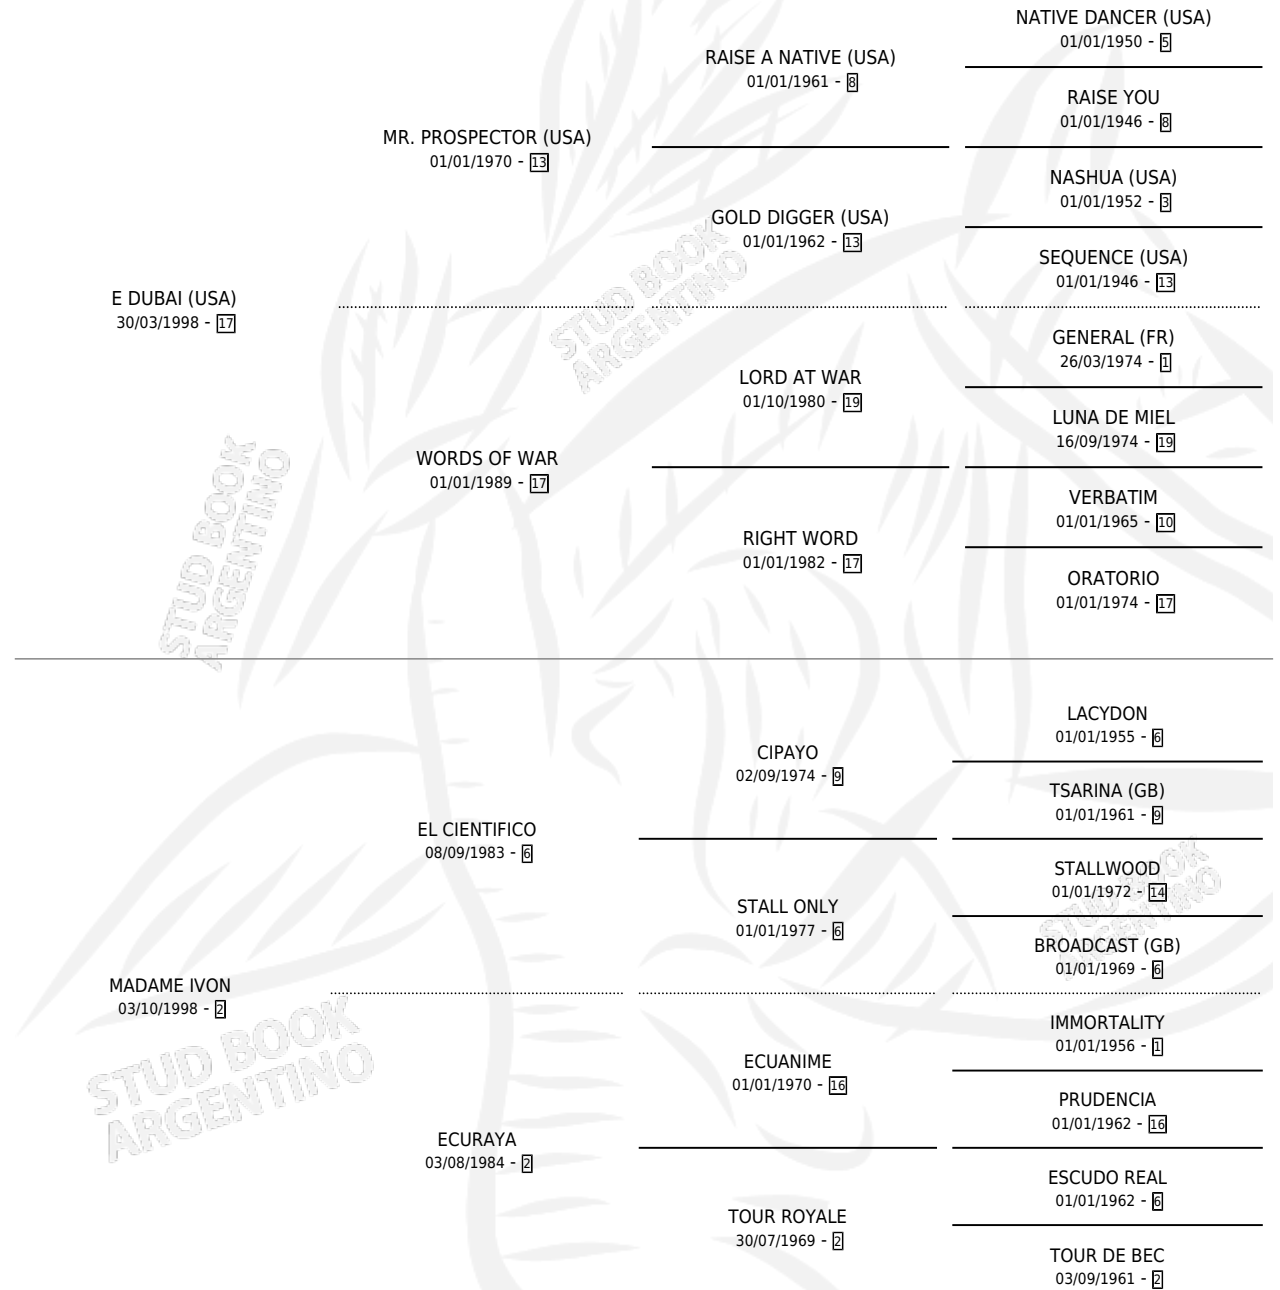 NATIVE DANCER (USA)
01/01/1950 - 5
RAISE A NATIVE (USA)
01/01/1961 - 8
RAISE YOU
01/01/1946 - 8
MR. PROSPECTOR (USA)
01/01/1970 - 13
NASHUA (USA)
01/01/1952 - 3
GOLD DIGGER (USA)
01/01/1962 - 13
SEQUENCE (USA)
01/01/1946 - 13
E DUBAI (USA)
30/03/1998 - 17
GENERAL (FR)
26/03/1974 - 1
LORD AT WAR
01/10/1980 - 19
LUNA DE MIEL
16/09/1974 - 19
WORDS OF WAR
01/01/1989 - 17
VERBATIM
01/01/1965 - 10
RIGHT WORD
01/01/1982 - 17
ORATORIO
01/01/1974 - 17
LACYDON
01/01/1955 - 6
CIPAYO
02/09/1974 - 9
TSARINA (GB)
01/01/1961 - 9
EL CIENTIFICO
08/09/1983 - 6
STALLWOOD
01/01/1972 - 14
STALL ONLY
01/01/1977 - 6
BROADCAST (GB)
01/01/1969 - 6
MADAME IVON
03/10/1998 - 2
IMMORTALITY
01/01/1956 - 1
ECUANIME
01/01/1970 - 16
PRUDENCIA
01/01/1962 - 16
ECURAYA
03/08/1984 - 2
ESCUDO REAL
01/01/1962 - 6
TOUR ROYALE
30/07/1969 - 2
TOUR DE BEC
03/09/1961 - 2
STUD BOOK
ARGENTINO
STUD BOOK
ARGENTINO
STUD BOOK
ARGENTINO
STUD BOOK
ARGENTINO